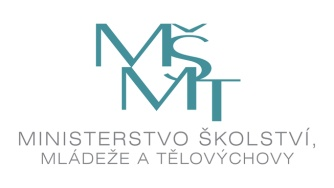 MŠ
MT
MINISTERSTVO ŠKOLSTVÍ,
MLÁDEŽE A TĚLOVÝCHOVY